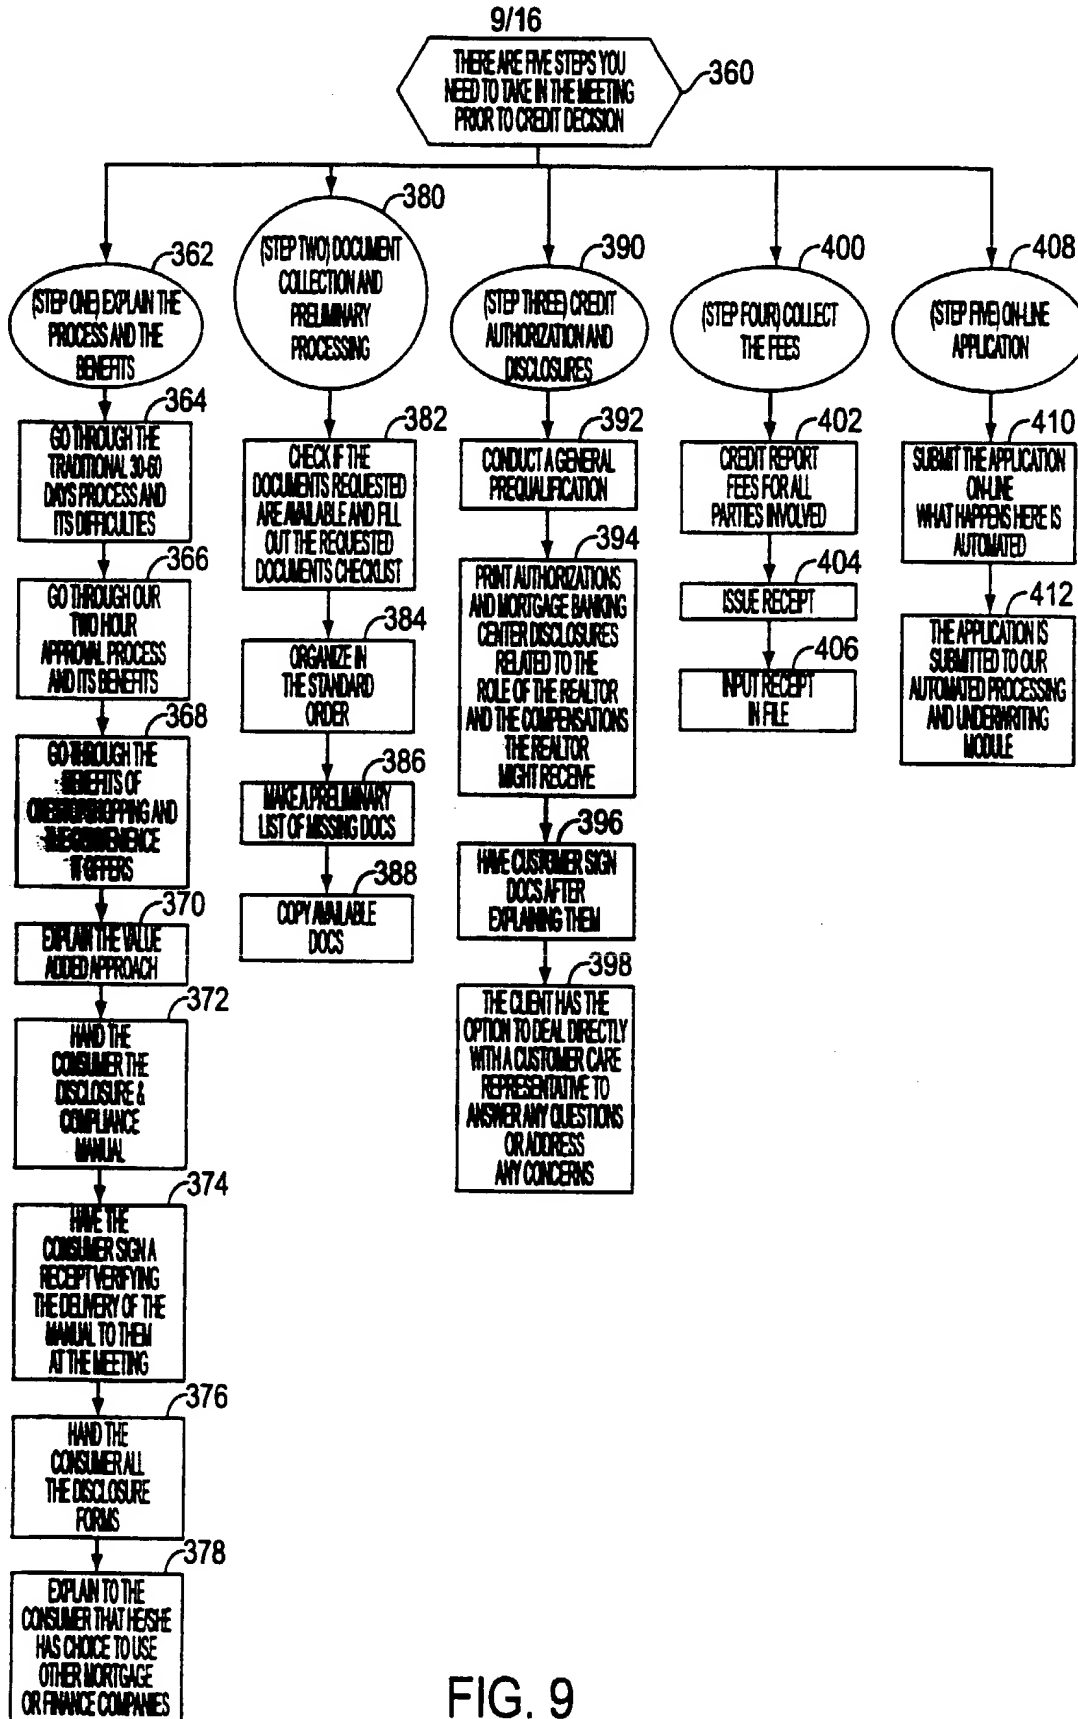 9/16
THERE ARE FIVE STEPS YOU
NEED TO TAKE IN THE MEETING
PRIOR TO CREDIT DECISION
360
362
(STEP ONE) EXPLAIN THE
PROCESS AND THE
BENEFITS
364
GO THROUGH THE
TRADITIONAL 30-60
DAYS PROCESS AND
ITS DIFFICULTIES
366
GO THROUGH OUR
TWO HOUR
APPROVAL PROCESS
AND ITS BENEFITS
368
GO THROUGH THE
BENEFITS OF
SHOPPING AND
IT OFFERS
370
EXPLAIN THE VALUE
ADDED APPROACH
372
HAND THE
CONSUMER THE
DISCLOSURE &
COMPLIANCE
MANUAL
374
HAVE THE
CONSUMER SIGN A
RECEIPT VERIFYING
THE DELIVERY OF THE
MANUAL TO THEM
AT THE MEETING
376
HAND THE
CONSUMER ALL
THE DISCLOSURE
FORMS
378
EXPLAIN TO THE
CONSUMER THAT HE/SHE
HAS CHOICE TO USE
OTHER MORTGAGE
OR FINANCE COMPANIES
380
(STEP TWO) DOCUMENT
COLLECTION AND
PRELIMINARY
PROCESSING
382
CHECK IF THE
DOCUMENTS REQUESTED
ARE AVAILABLE AND FILL
OUT THE REQUESTED
DOCUMENTS CHECKLIST
384
ORGANIZE IN
THE STANDARD
ORDER
386
MAKE A PRELIMINARY
LIST OF MISSING DOCS
388
COPY AVAILABLE
DOCS
390
(STEP THREE) CREDIT
AUTHORIZATION AND
DISCLOSURES
392
CONDUCT A GENERAL
PREQUALIFICATION
394
PRINT AUTHORIZATIONS
AND MORTGAGE BANKING
CENTER DISCLOSURES
RELATED TO THE
ROLE OF THE REALTOR
AND THE COMPENSATIONS
THE REALTOR
MIGHT RECEIVE
396
HAVE CUSTOMER SIGN
DOCS AFTER
EXPLAINING THEM
398
THE CLIENT HAS THE
OPTION TO DEAL DIRECTLY
WITH A CUSTOMER CARE
REPRESENTATIVE TO
ANSWER ANY QUESTIONS
OR ADDRESS
ANY CONCERNS
400
(STEP FOUR) COLLECT
THE FEES
402
CREDIT REPORT
FEES FOR ALL
PARTIES INVOLVED
404
ISSUE RECEIPT
406
INPUT RECEIPT
IN FILE
408
(STEP FIVE) ON-LINE
APPLICATION
410
SUBMIT THE APPLICATION
ON-LINE
WHAT HAPPENS HERE IS
AUTOMATED
412
THE APPLICATION IS
SUBMITTED TO OUR
AUTOMATED PROCESSING
AND UNDERWRITING
MODULE
FIG. 9